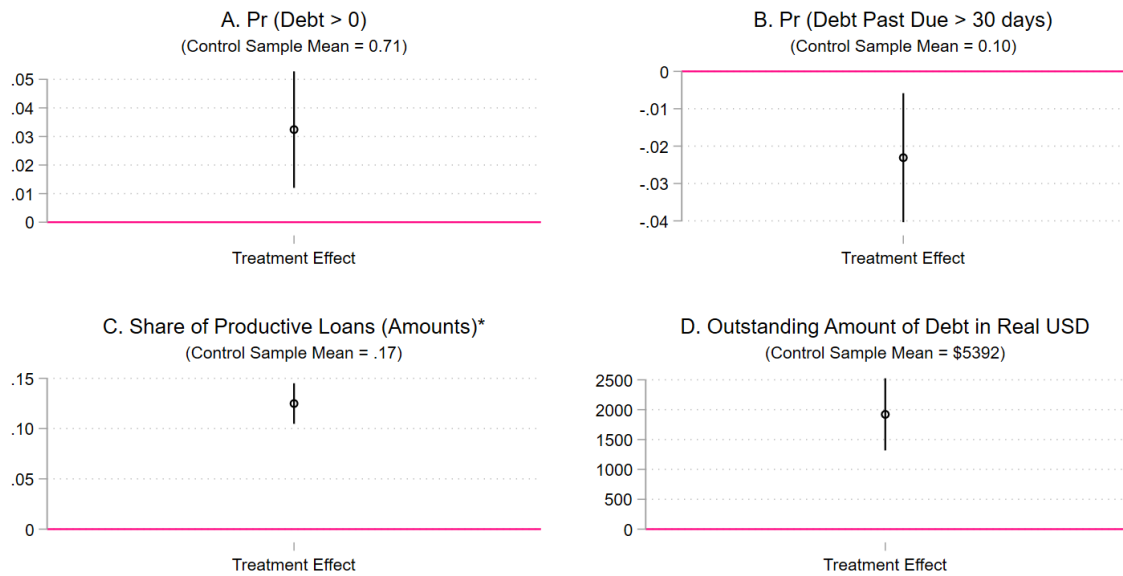 A. Pr (Debt > 0)
(Control Sample Mean = 0.71)
.05
.04
.03
.02
.01
0
Treatment Effect
B. Pr (Debt Past Due > 30 days)
(Control Sample Mean = 0.10)
0
-.01
-.02
-.03
-.04
Treatment Effect
C. Share of Productive Loans (Amounts)*
(Control Sample Mean = .17)
.15
.10
.05
0
Treatment Effect
D. Outstanding Amount of Debt in Real USD
(Control Sample Mean = $5392)
2500
2000
1500
1000
500
0
Treatment Effect